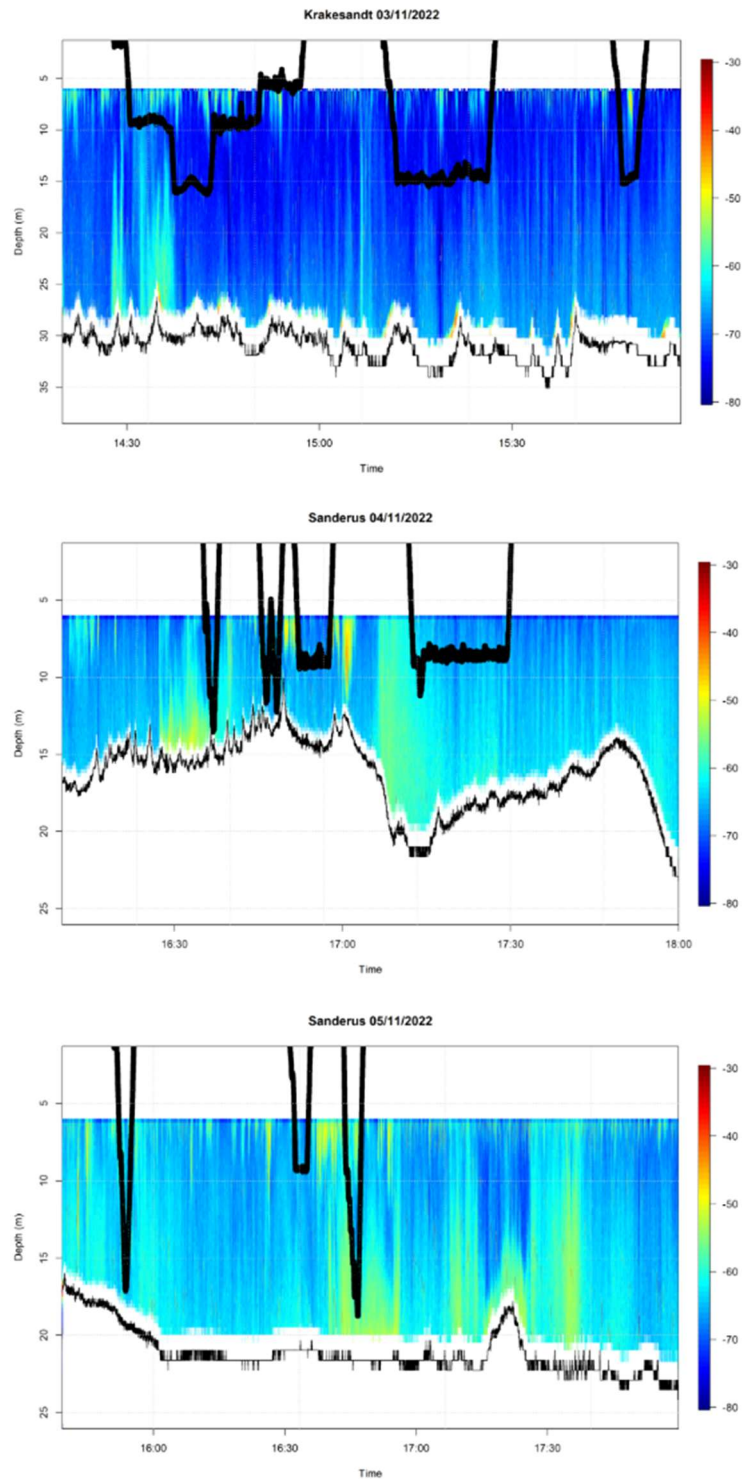 Krakesandt 03/11/2022
Depth (m)
5
10
15
20
25
30
35
14:30 15:00 15:30
Time
-30
-40
-50
-60
-70
-80
Sanderus 04/11/2022
Depth (m)
5
10
15
20
25
16:30 17:00 17:30 18:00
Time
-30
-40
-50
-60
-70
-80
Sanderus 05/11/2022
Depth (m)
5
10
15
20
25
16:00 16:30 17:00 17:30
Time
-30
-40
-50
-60
-70
-80